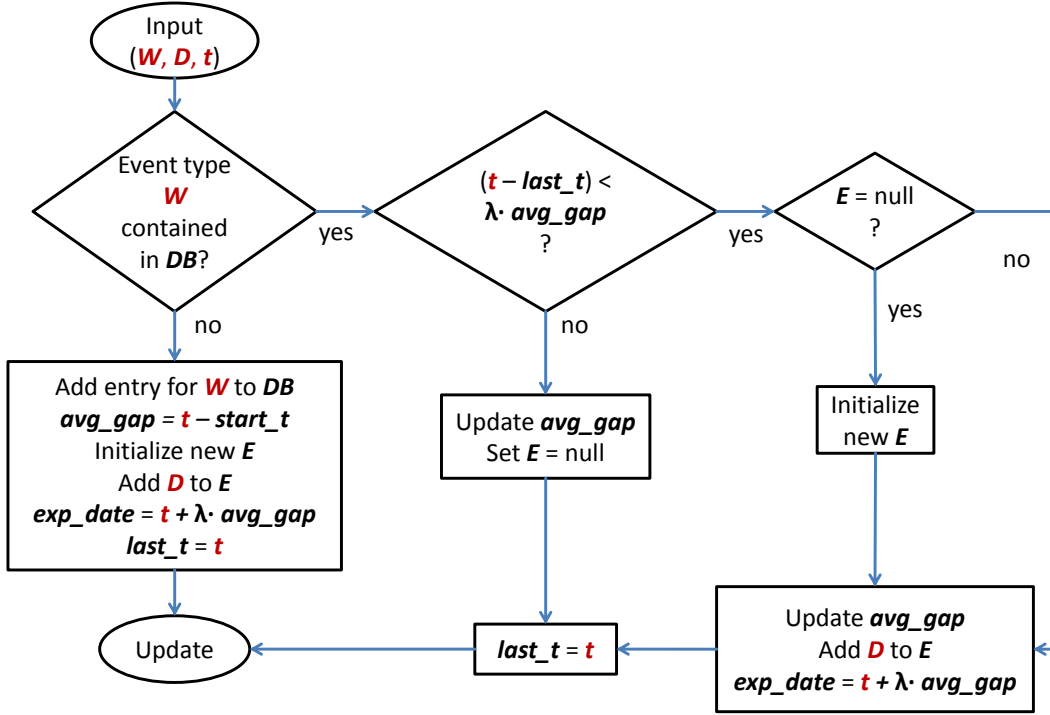 Input
(W, D, t)
Event type
W
contained
in DB?
yes
no
(t – last_t) <
λ· avg_gap
?
yes
no
E = null
?
no
yes
Add entry for W to DB
avg_gap = t – start_t
Initialize new E
Add D to E
exp_date = t + λ· avg_gap
last_t = t
Update avg_gap
Set E = null
Initialize
new E
Update
last_t = t
Update avg_gap
Add D to E
exp_date = t + λ· avg_gap